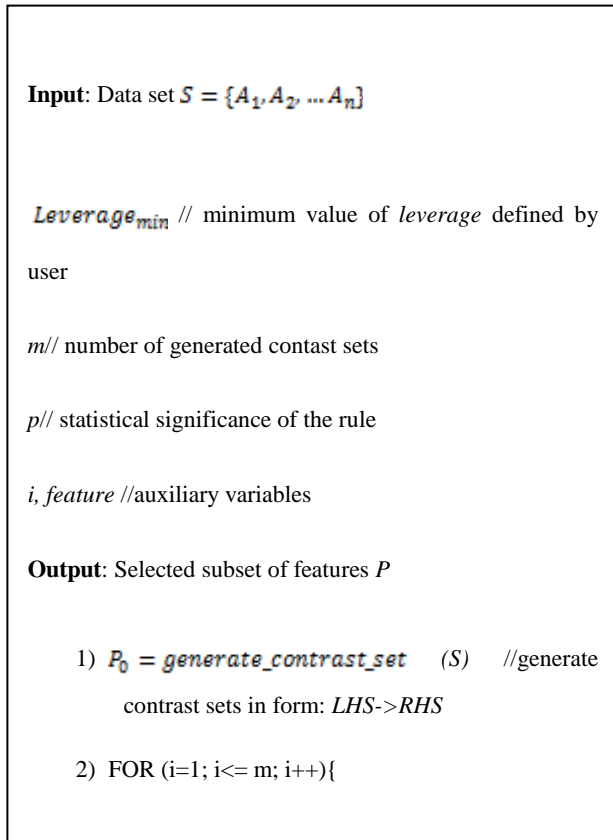 Input: Data set S = {A₁, A₂, … Aₙ}
Leverageₘᵢₙ // minimum value of leverage defined by
user
m// number of generated contast sets
p// statistical significance of the rule
i, feature //auxiliary variables
Output: Selected subset of features P
1) P₀ = generate_contrast_set (S) //generate
contrast sets in form: LHS->RHS
2) FOR (i=1; i<= m; i++){